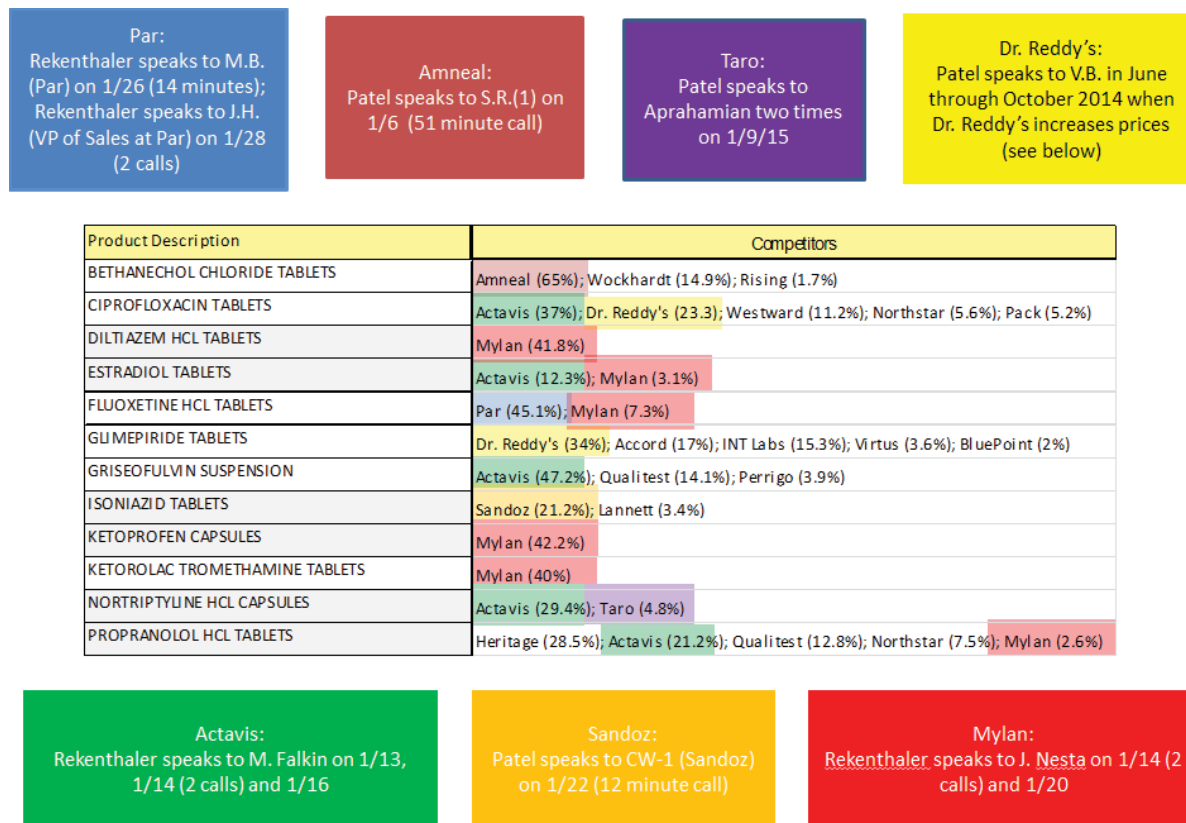 Par:
Rekenthaler speaks to M.B.
(Par) on 1/26 (14 minutes);
Rekenthaler speaks to J.H.
(VP of Sales at Par) on 1/28
(2 calls)
Amneal:
Patel speaks to S.R.(1) on
1/6 (51 minute call)
Taro:
Patel speaks to
Aprahamian two times
on 1/9/15
Dr. Reddy's:
Patel speaks to V.B. in June
through October 2014 when
Dr. Reddy's increases prices
(see below)
Product Description Competitors
BETHANECHOL CHLORIDE TABLETS Amneal (65%); Wockhardt (14.9%); Rising (1.7%)
CIPROFLOXACIN TABLETS Actavis (37%); Dr. Reddy's (23.3); Westward (11.2%); Northstar (5.6%); Pack (5.2%)
DILTIAZEM HCL TABLETS Mylan (41.8%)
ESTRADIOL TABLETS Actavis (12.3%); Mylan (3.1%)
FLUOXETINE HCL TABLETS Par (45.1%); Mylan (7.3%)
GLIMEPIRIDE TABLETS Dr. Reddy's (34%); Accord (17%); INT Labs (15.3%); Virtus (3.6%); BluePoint (2%)
GRISEOFULVIN SUSPENSION Actavis (47.2%); Qualitest (14.1%); Perrigo (3.9%)
ISONIAZID TABLETS Sandoz (21.2%); Lannett (3.4%)
KETOPROFEN CAPSULES Mylan (42.2%)
KETOROLAC TROMETHAMINE TABLETS Mylan (40%)
NORTRIPTYLINE HCL CAPSULES Actavis (29.4%); Taro (4.8%)
PROPRANOLOL HCL TABLETS Heritage (28.5%); Actavis (21.2%); Qualitest (12.8%); Northstar (7.5%); Mylan (2.6%)
Actavis:
Rekenthaler speaks to M. Falkin on 1/13,
1/14 (2 calls) and 1/16
Sandoz:
Patel speaks to CW-1 (Sandoz)
on 1/22 (12 minute call)
Mylan:
Rekenthaler speaks to J. Nesta on 1/14 (2
calls) and 1/20